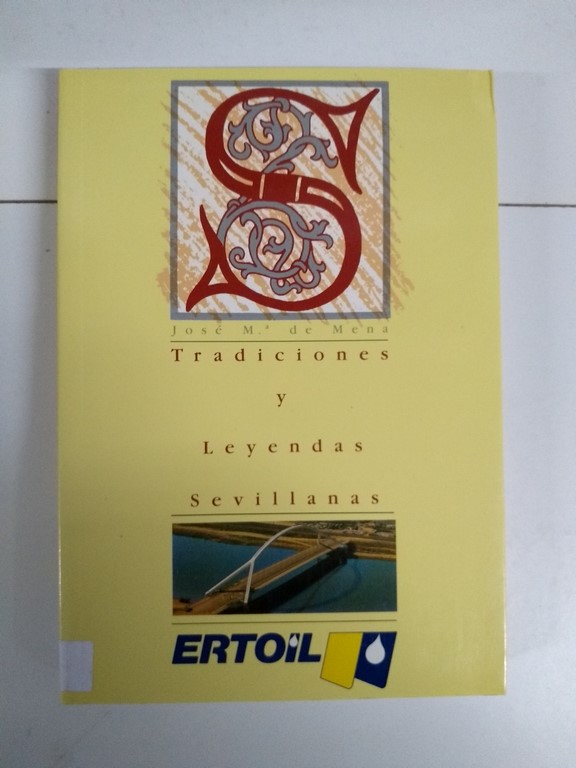 S
José M.ª de Mena
Tradiciones
y
Leyendas
Sevillanas
ERTOIL